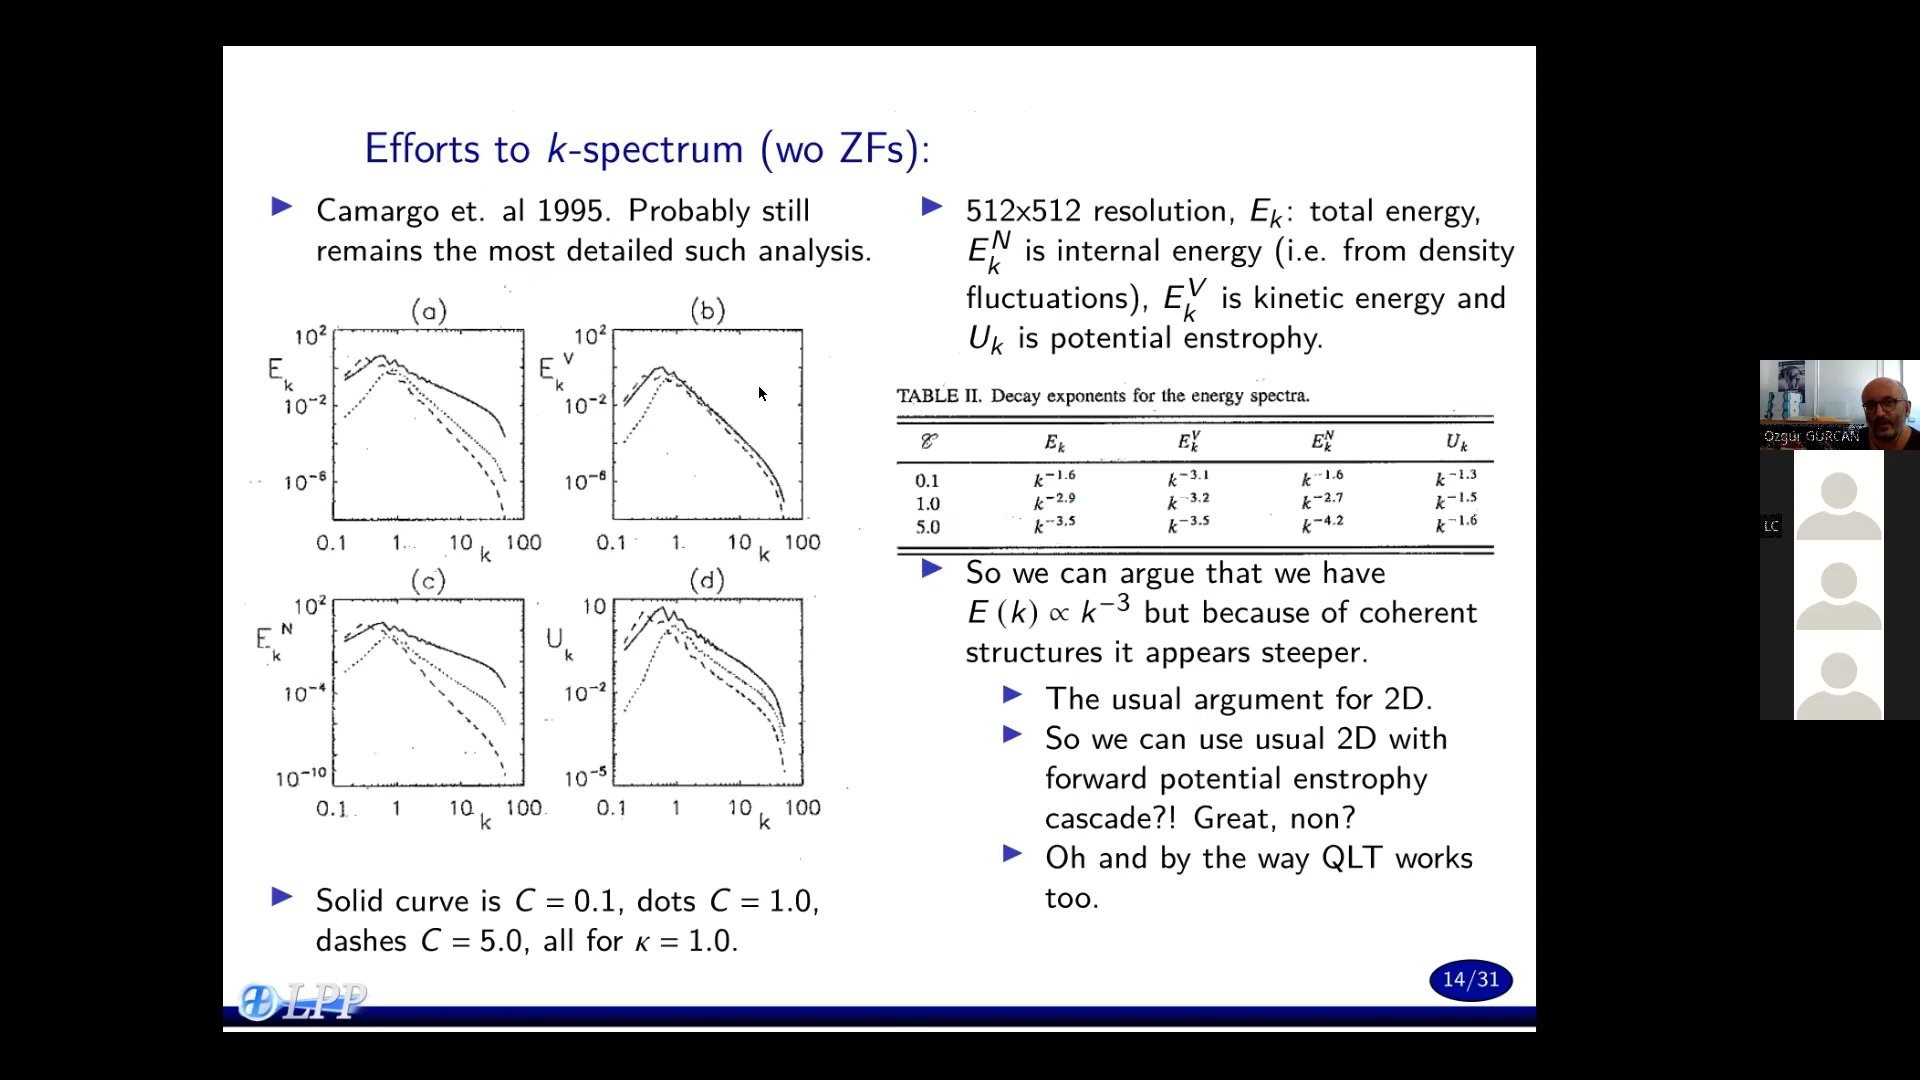 Efforts to k-spectrum (wo ZFs):
Camargo et. al 1995. Probably still
remains the most detailed such analysis.
(a)
10²
E_k
10⁻²
10⁻⁶
0.1 1 10 k 100
(b)
10²
E_k^V
10⁻²
10⁻⁶
0.1 1 10 k 100
(c)
10²
E_k^N
10⁻⁴
10⁻¹⁰
0.1 1 10 k 100
(d)
10
U_k
10⁻²
10⁻⁵
0.1 1 10 k 100
Solid curve is C = 0.1, dots C = 1.0,
dashes C = 5.0, all for κ = 1.0.
512x512 resolution, E_k: total energy,
E_k^N is internal energy (i.e. from density
fluctuations), E_k^V is kinetic energy and
U_k is potential enstrophy.
TABLE II. Decay exponents for the energy spectra.
𝒞 E_k E_k^V E_k^N U_k
0.1 k⁻¹·⁶ k⁻³·¹ k⁻¹·⁶ k⁻¹·³
1.0 k⁻²·⁹ k⁻³·² k⁻²·⁷ k⁻¹·⁵
5.0 k⁻³·⁵ k⁻³·⁵ k⁻⁴·² k⁻¹·⁶
So we can argue that we have
E (k) ∝ k⁻³ but because of coherent
structures it appears steeper.
The usual argument for 2D.
So we can use usual 2D with
forward potential enstrophy
cascade?! Great, non?
Oh and by the way QLT works
too.
LPP
14/31
Özgür GÜRCAN
LC